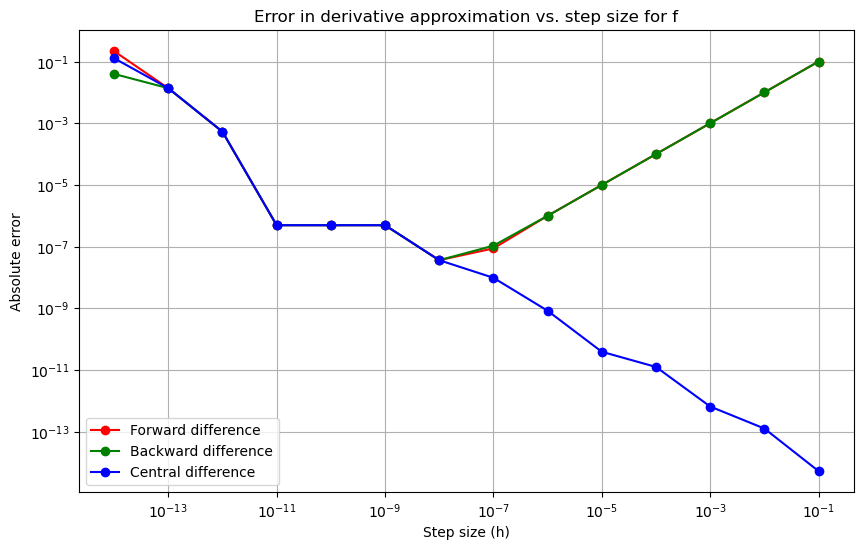 Error in derivative approximation vs. step size for f
Absolute error
10⁻¹
10⁻³
10⁻⁵
10⁻⁷
10⁻⁹
10⁻¹¹
10⁻¹³
Forward difference
Backward difference
Central difference
10⁻¹³ 10⁻¹¹ 10⁻⁹ 10⁻⁷ 10⁻⁵ 10⁻³ 10⁻¹
Step size (h)